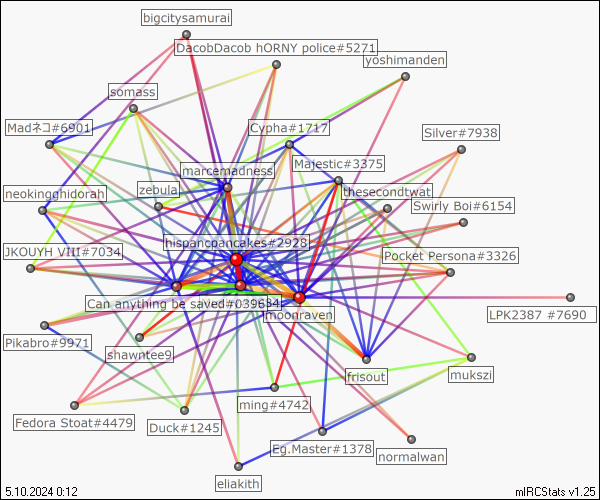 bigcitysamurai
DacobDacob hORNY police#5271
yoshimanden
somass
Madネコ#6901
Cypha#1717
Silver#7938
marcemadness
Majestic#3375
zebula
thesecondtwat
neokingghidorah
Swirly Boi#6154
hispanopancakes#2928
JKOUYH VIII#7034
Pocket Persona#3326
Can anything be saved#0396
moonraven
LPK2387 #7690
Pikabro#9971
shawntee9
frisout
mukszi
ming#4742
Fedora Stoat#4479
Duck#1245
Eg.Master#1378
normalwan
eliakith
5.10.2024 0:12
mIRCStats v1.25